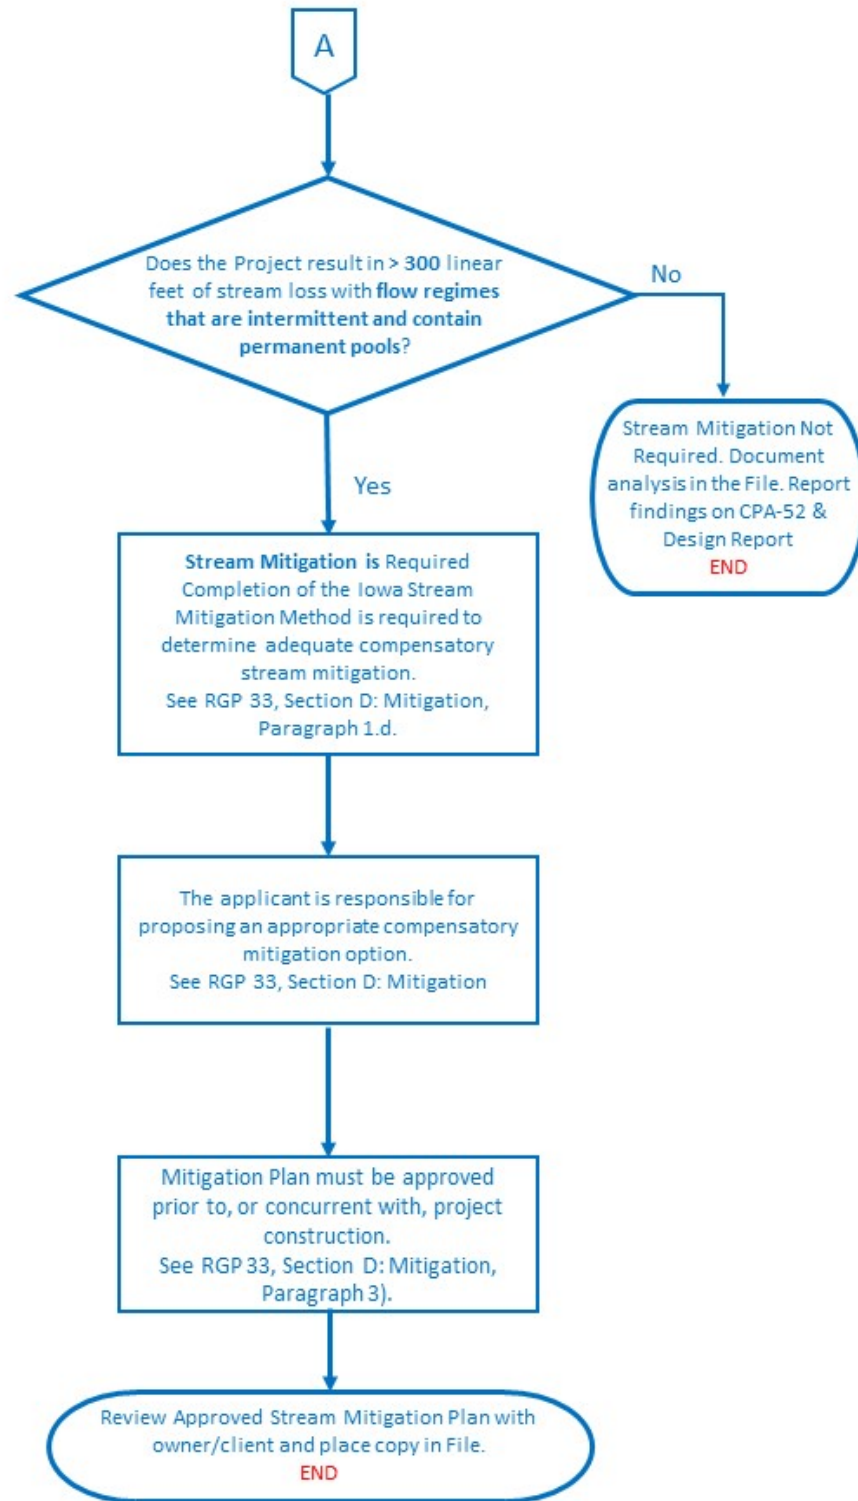 A
Does the Project result in > 300 linear
feet of stream loss with flow regimes
that are intermittent and contain
permanent pools?
No
Stream Mitigation Not
Required. Document
analysis in the File. Report
findings on CPA-52 &
Design Report
END
Yes
Stream Mitigation is Required
Completion of the Iowa Stream
Mitigation Method is required to
determine adequate compensatory
stream mitigation.
See RGP 33, Section D: Mitigation,
Paragraph 1.d.
The applicant is responsible for
proposing an appropriate compensatory
mitigation option.
See RGP 33, Section D: Mitigation
Mitigation Plan must be approved
prior to, or concurrent with, project
construction.
See RGP 33, Section D: Mitigation,
Paragraph 3).
Review Approved Stream Mitigation Plan with
owner/client and place copy in File.
END